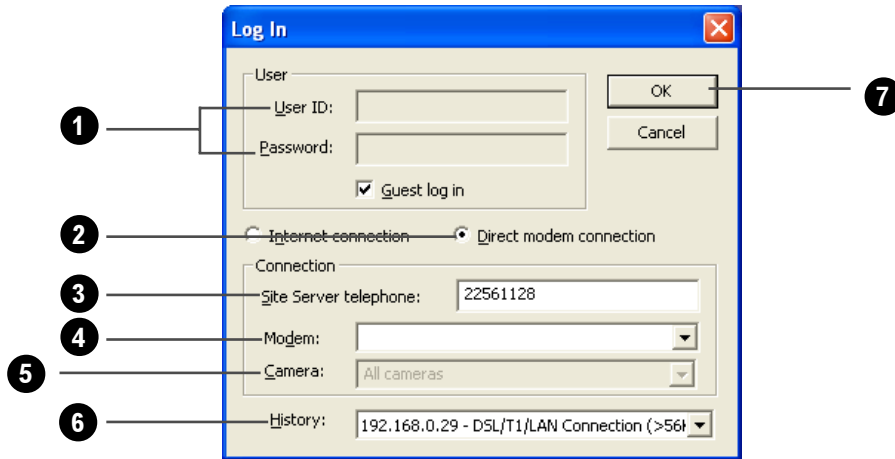 Log In
User
User ID:
Password:
Guest log in
OK
Cancel
1
7
2
Internet connection
Direct modem connection
Connection
3
Site Server telephone:
22561128
4
Modem:
5
Camera:
All cameras
6
History:
192.168.0.29 - DSL/T1/LAN Connection (>56